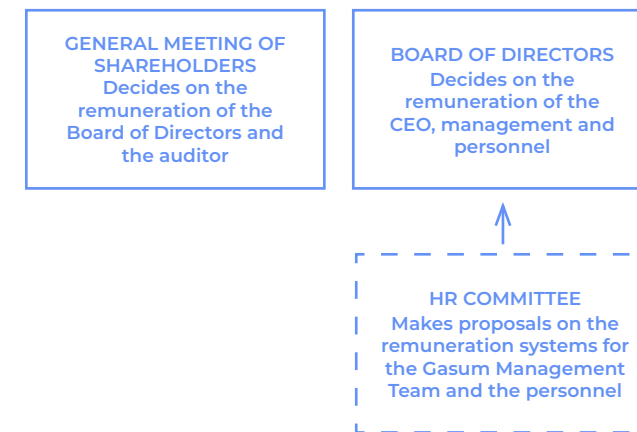 GENERAL MEETING OF
SHAREHOLDERS
Decides on the
remuneration of the
Board of Directors and
the auditor
BOARD OF DIRECTORS
Decides on the
remuneration of the
CEO, management and
personnel
HR COMMITTEE
Makes proposals on the
remuneration systems for
the Gasum Management
Team and the personnel